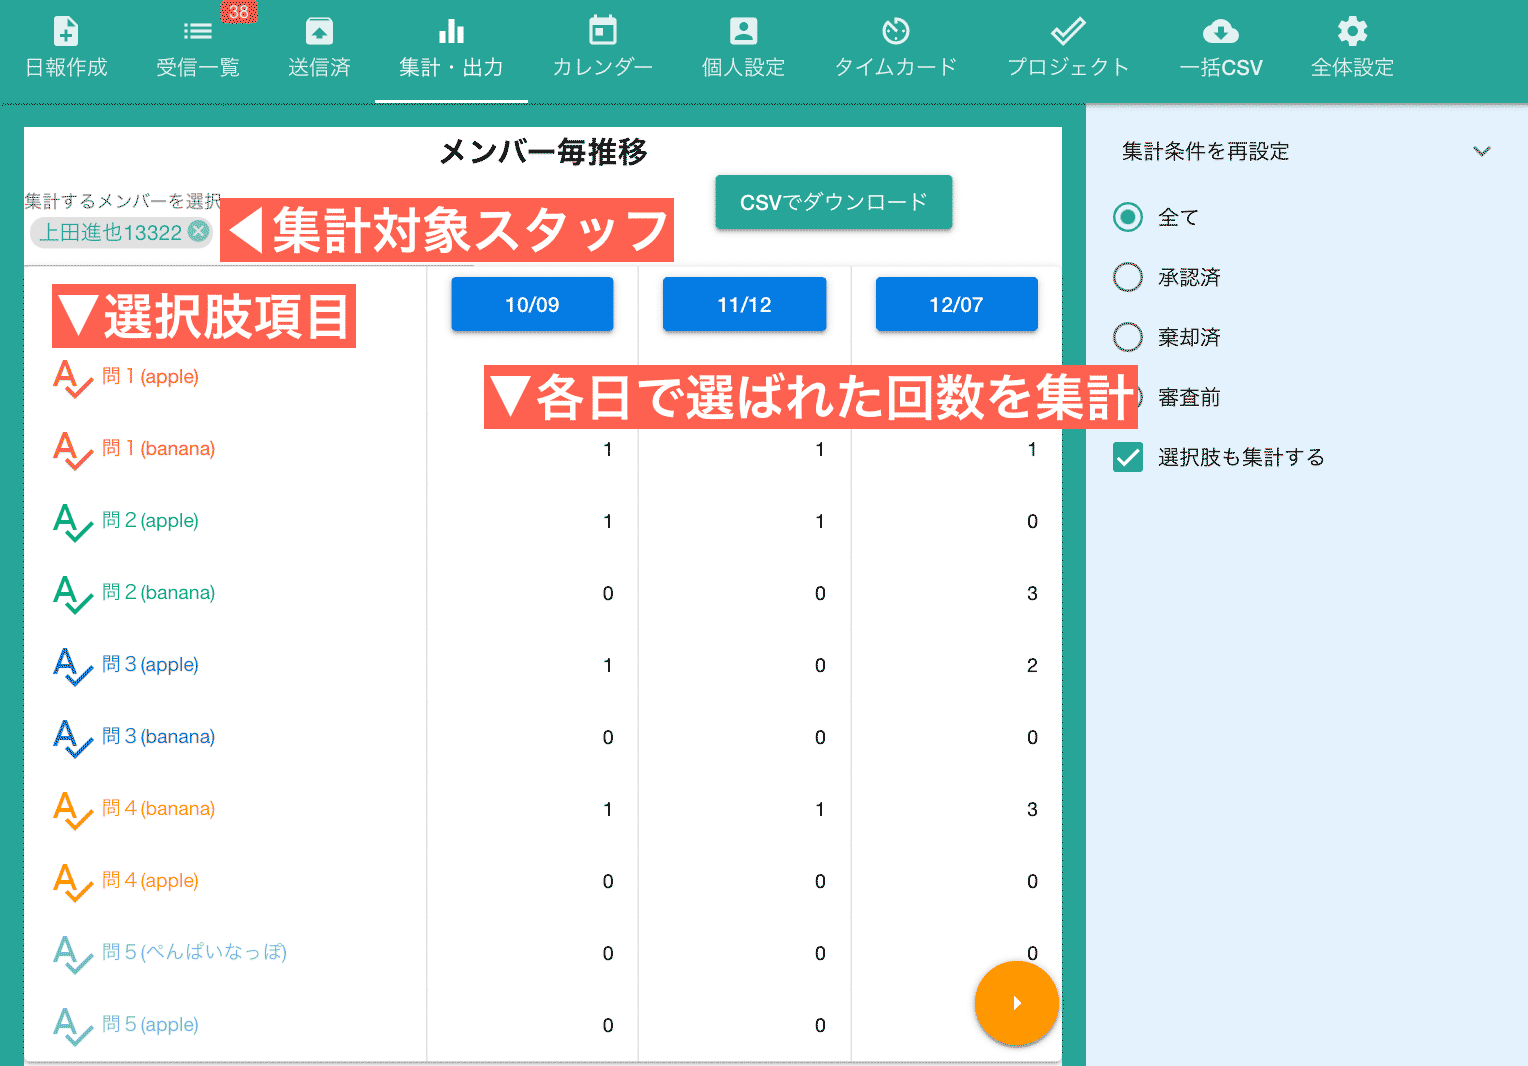 38
日報作成
受信一覧
送信済
集計・出力
カレンダー
個人設定
タイムカード
プロジェクト
一括CSV
全体設定
メンバー毎推移
集計するメンバーを選択
上田進也13322
◀集計対象スタッフ
CSVでダウンロード
▼選択肢項目
10/09
11/12
12/07
▼各日で選ばれた回数を集計
問1(apple)
問1(banana) 1 1 1
問2(apple) 1 1 0
問2(banana) 0 0 3
問3(apple) 1 0 2
問3(banana) 0 0 0
問4(banana) 1 1 3
問4(apple) 0 0 0
問5(ぺんぱいなっぽ) 0 0 0
問5(apple) 0 0
集計条件を再設定
全て
承認済
棄却済
審査前
選択肢も集計する